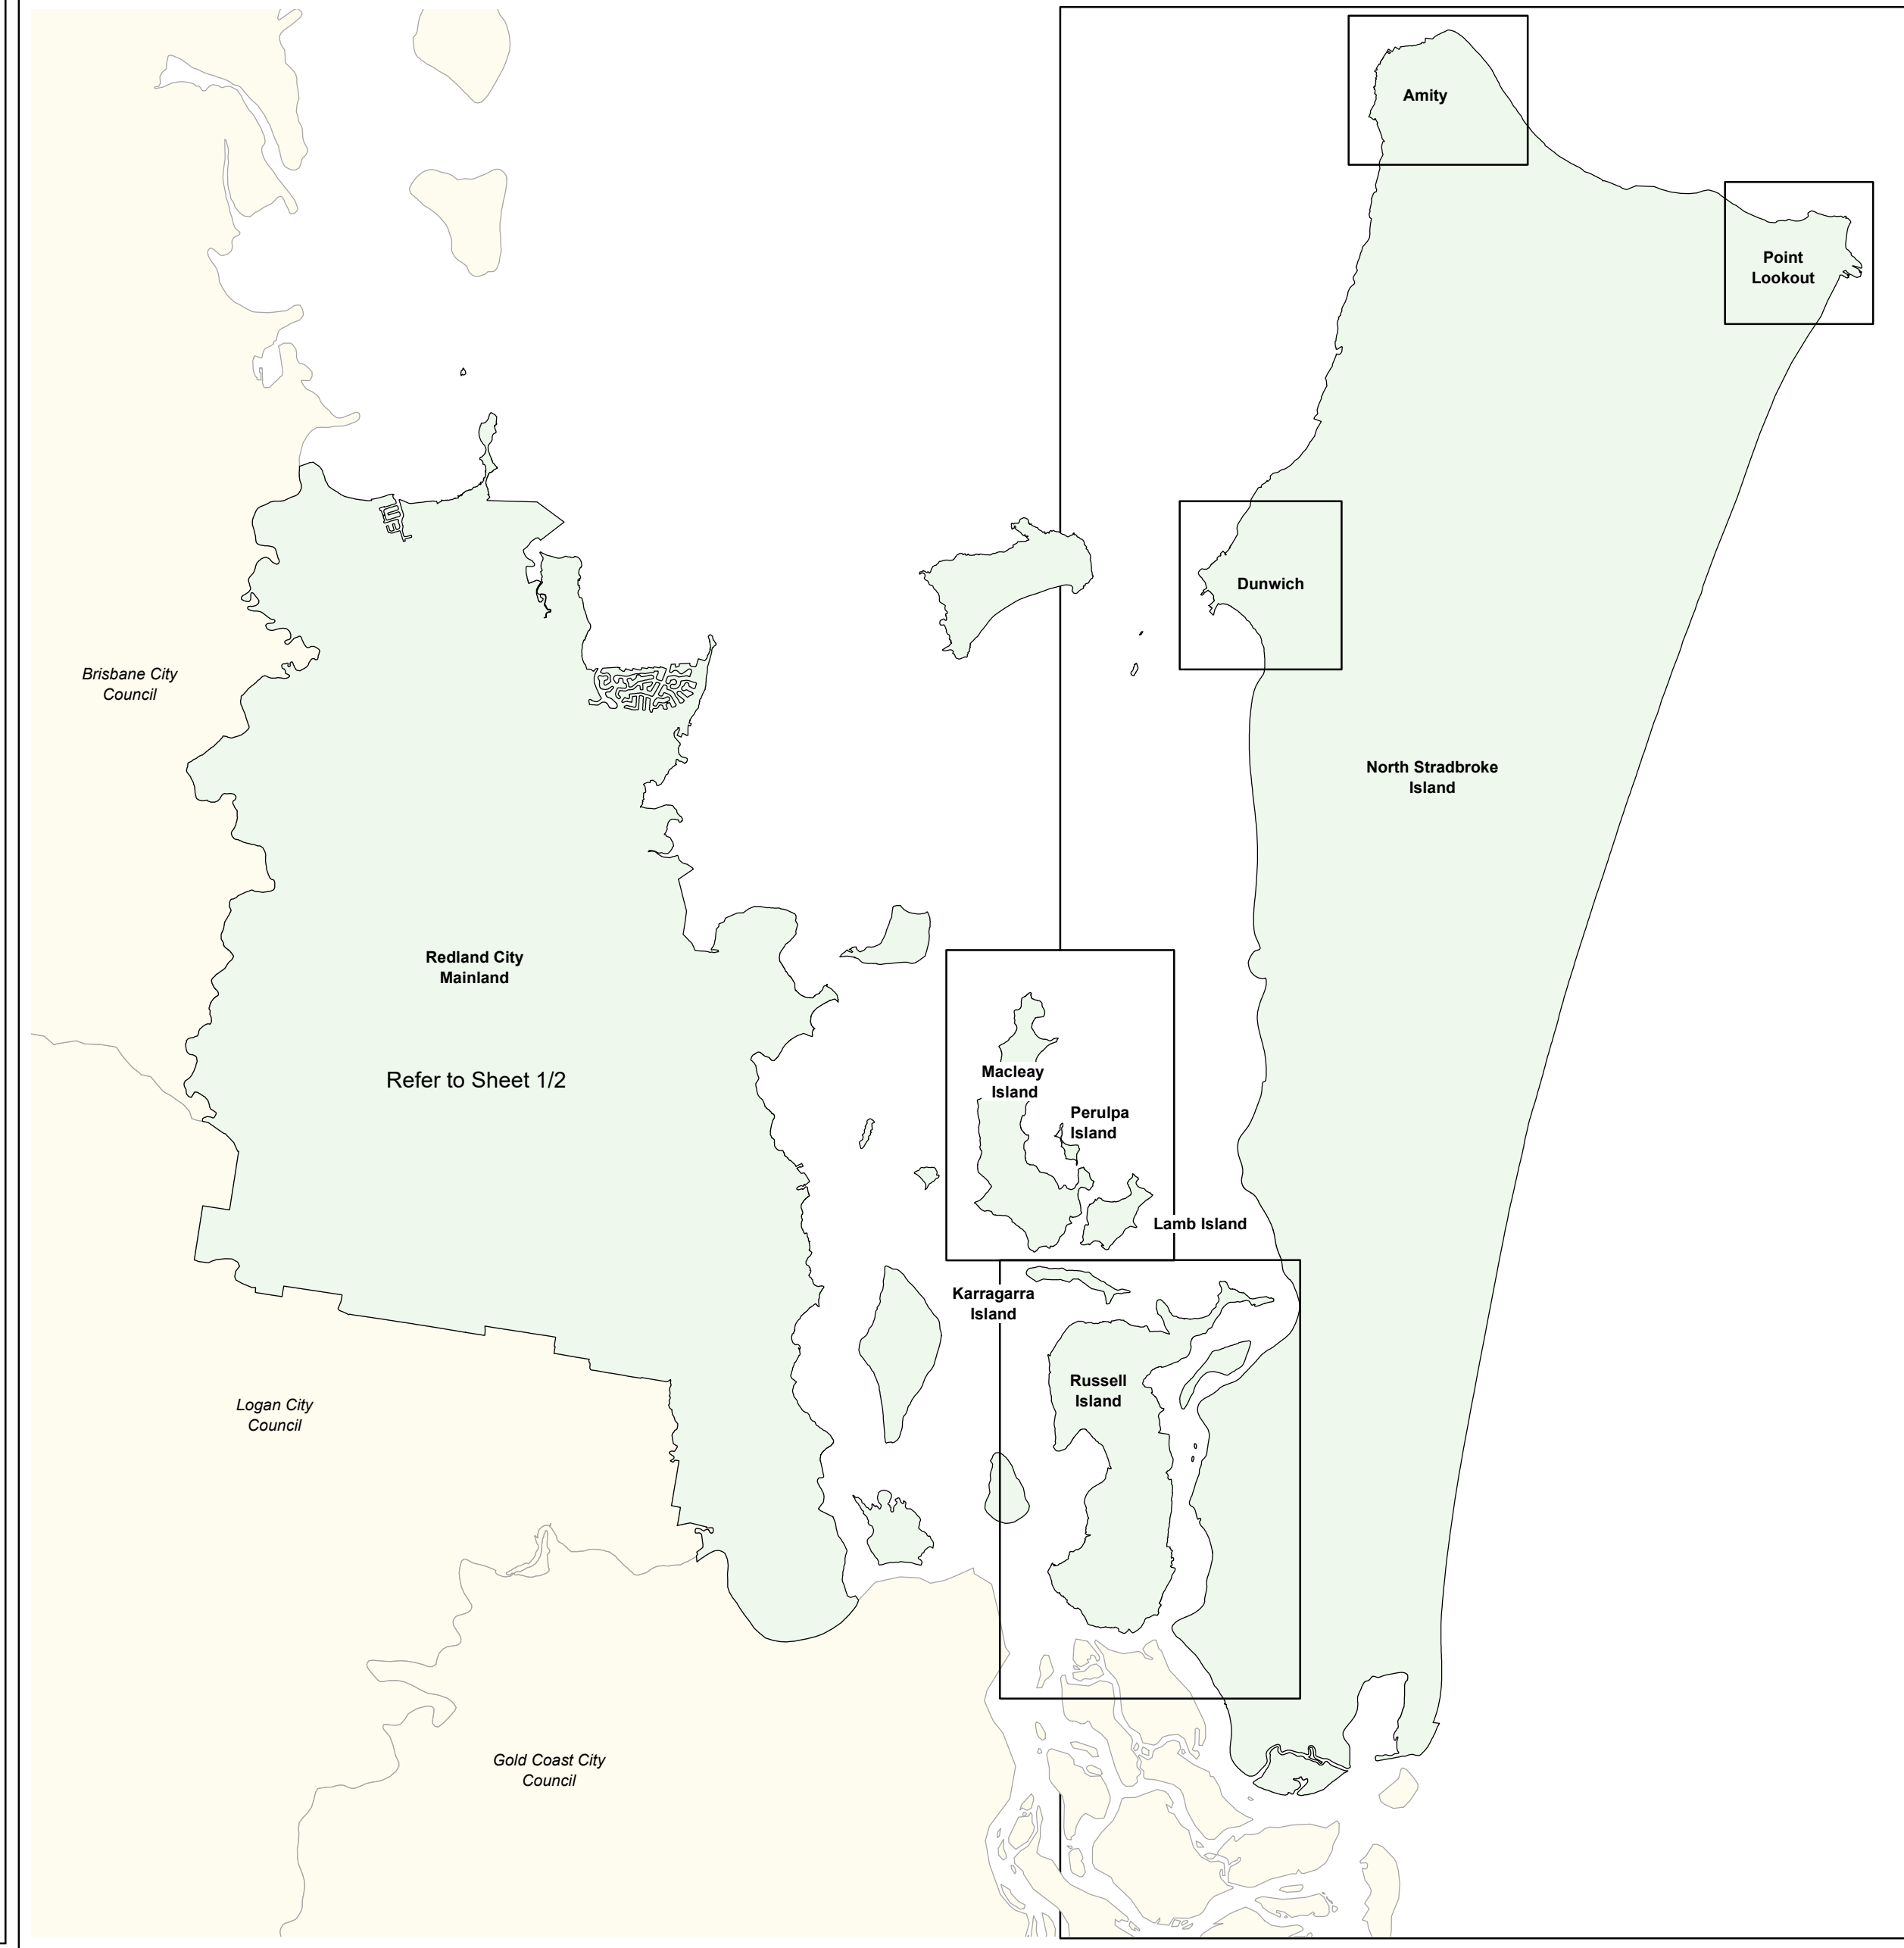 Amity
Point
Lookout
Dunwich
Brisbane City
Council
North Stradbroke
Island
Redland City
Mainland
Refer to Sheet 1/2
Macleay
Island
Perulpa
Island
Lamb Island
Karragarra
Island
Russell
Island
Logan City
Council
Gold Coast City
Council